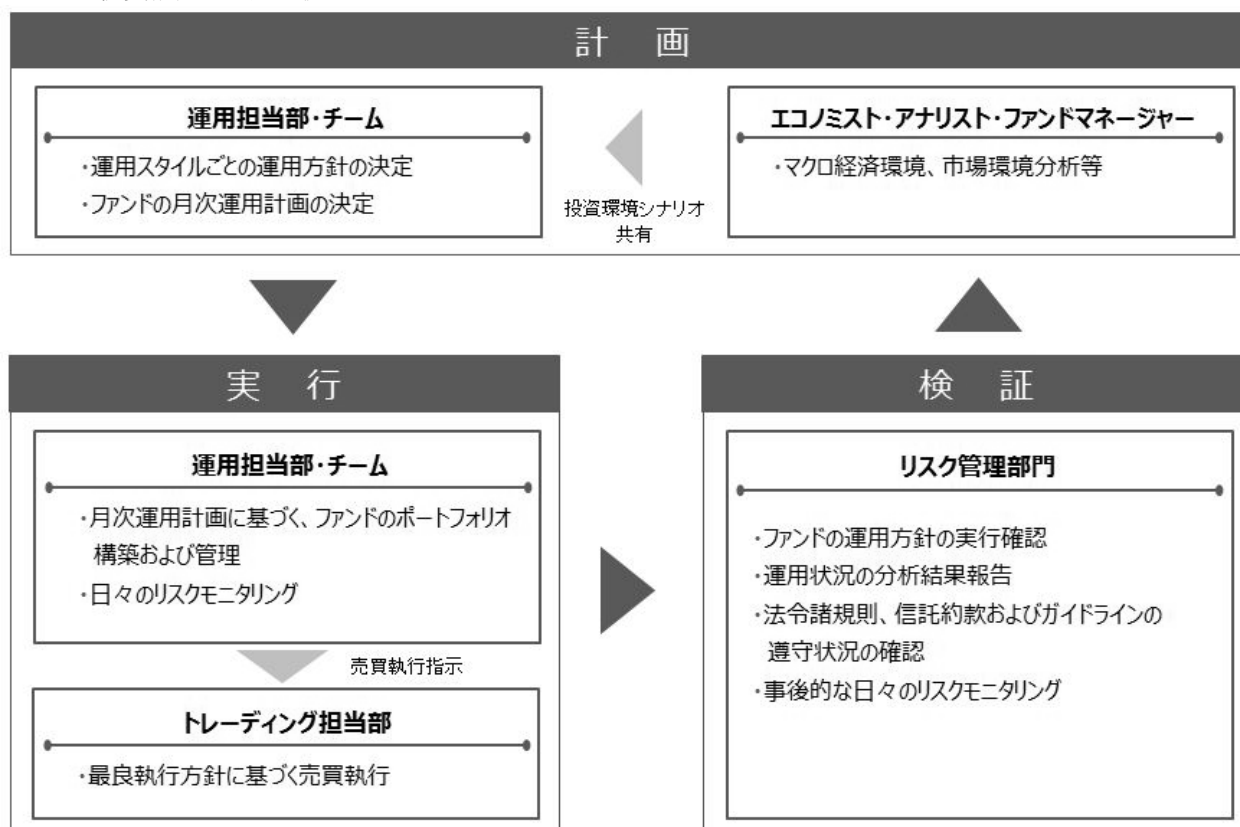 計　画
運用担当部・チーム
・運用スタイルごとの運用方針の決定
・ファンドの月次運用計画の決定
投資環境シナリオ
共有
エコノミスト・アナリスト・ファンドマネージャー
・マクロ経済環境、市場環境分析等
実　行
運用担当部・チーム
・月次運用計画に基づく、ファンドのポートフォリオ
構築および管理
・日々のリスクモニタリング
売買執行指示
トレーディング担当部
・最良執行方針に基づく売買執行
検　証
リスク管理部門
・ファンドの運用方針の実行確認
・運用状況の分析結果報告
・法令諸規則、信託約款およびガイドラインの
遵守状況の確認
・事後的な日々のリスクモニタリング